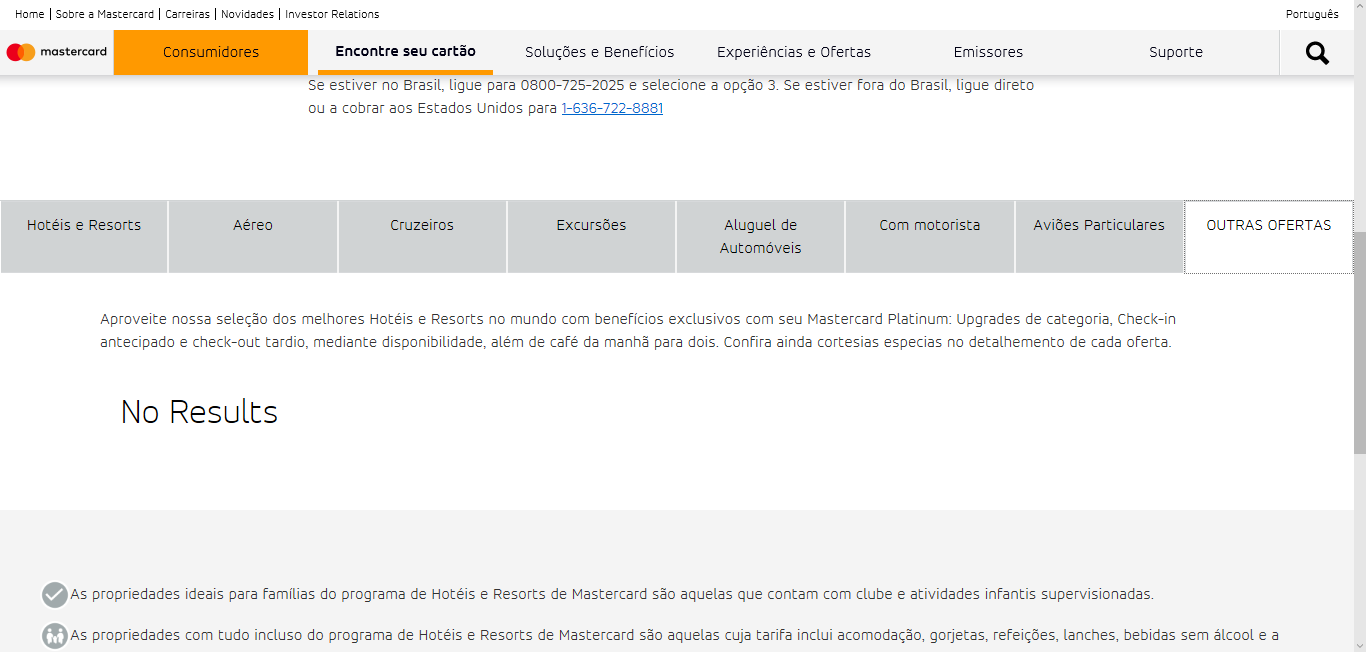 Home | Sobre a Mastercard | Carreiras | Novidades | Investor Relations
Português
mastercard
Consumidores
Encontre seu cartão
Soluções e Benefícios
Experiências e Ofertas
Emissores
Suporte
Se estiver no Brasil, ligue para 0800-725-2025 e selecione a opção 3. Se estiver fora do Brasil, ligue direto
ou a cobrar aos Estados Unidos para 1-636-722-8881
Hotéis e Resorts
Aéreo
Cruzeiros
Excursões
Aluguel de
Automóveis
Com motorista
Aviões Particulares
OUTRAS OFERTAS
Aproveite nossa seleção dos melhores Hotéis e Resorts no mundo com benefícios exclusivos com seu Mastercard Platinum: Upgrades de categoria, Check-in
antecipado e check-out tardio, mediante disponibilidade, além de café da manhã para dois. Confira ainda cortesias especias no detalhemento de cada oferta.
No Results
As propriedades ideais para famílias do programa de Hotéis e Resorts de Mastercard são aquelas que contam com clube e atividades infantis supervisionadas.
As propriedades com tudo incluso do programa de Hotéis e Resorts de Mastercard são aquelas cuja tarifa inclui acomodação, gorjetas, refeições, lanches, bebidas sem álcool e a